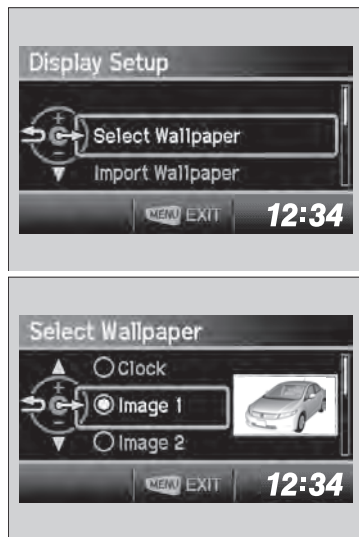 Display Setup
+
Select Wallpaper
−
Import Wallpaper
MENU EXIT
12:34
Select Wallpaper
Clock
+
Image 1
−
Image 2
MENU EXIT
12:34